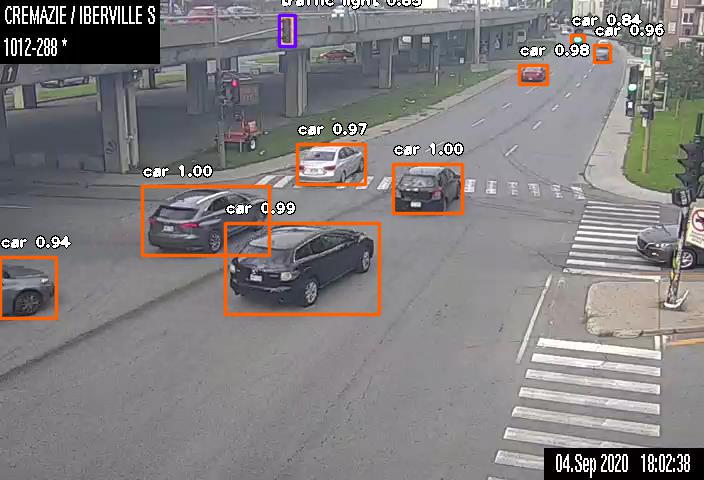 CREMAZIE / IBERVILLE S
1012-288 *
traffic light 0.85
car 0.84
car 0.96
car 0.98
car 0.97
car 1.00
car 1.00
car 0.99
car 0.94
04.Sep 2020 18:02:38